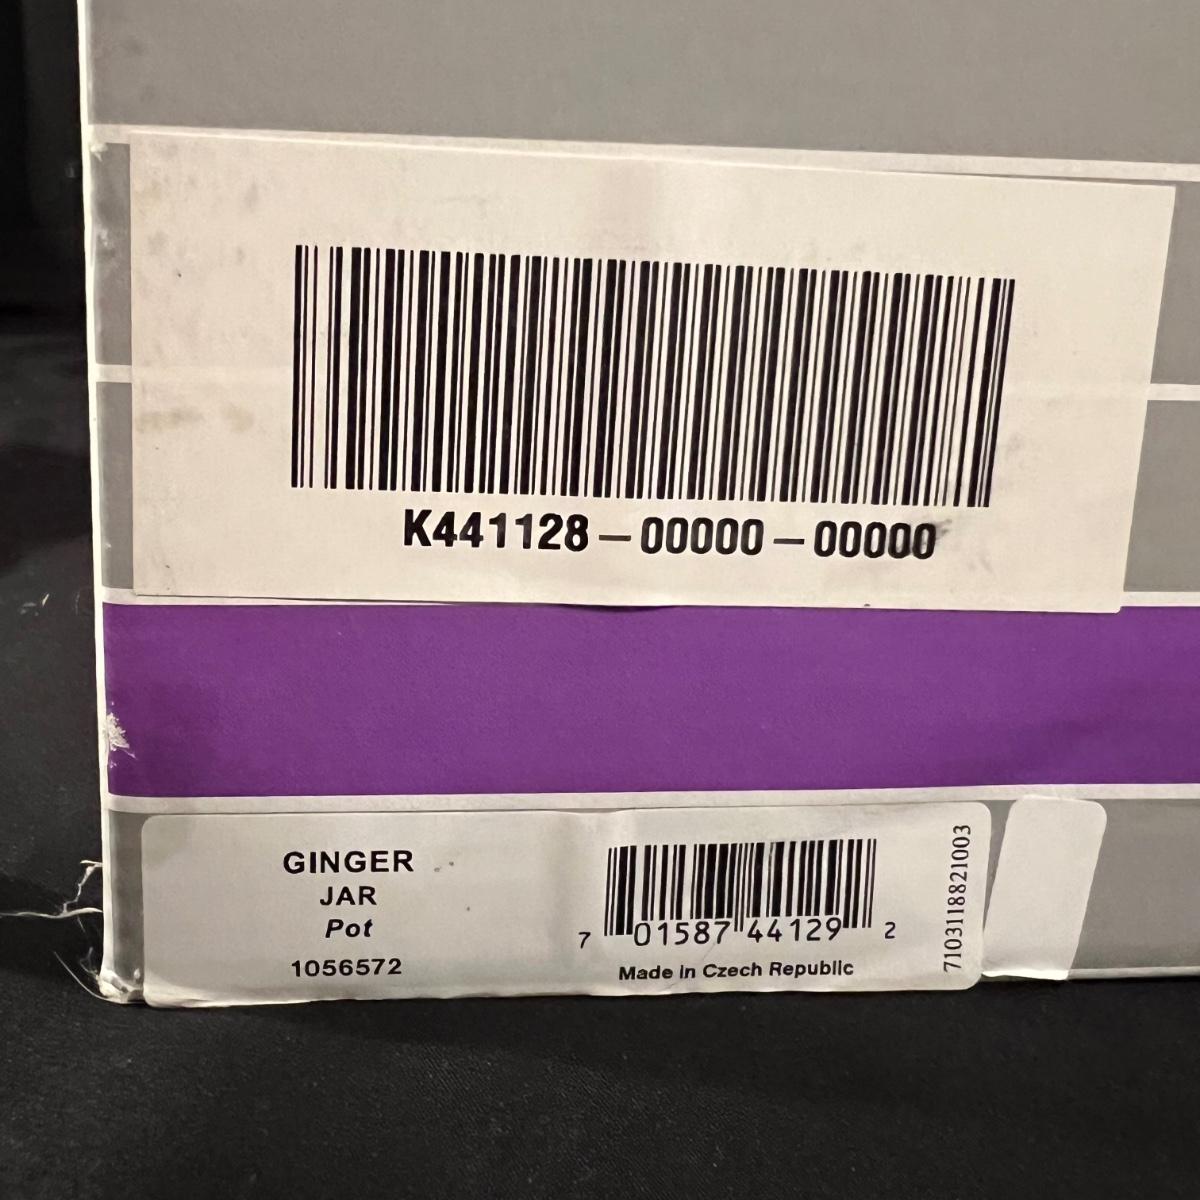 K441128-00000-00000
GINGER
JAR
Pot
1056572
7 01587 44129 2
Made in Czech Republic
7103118821003